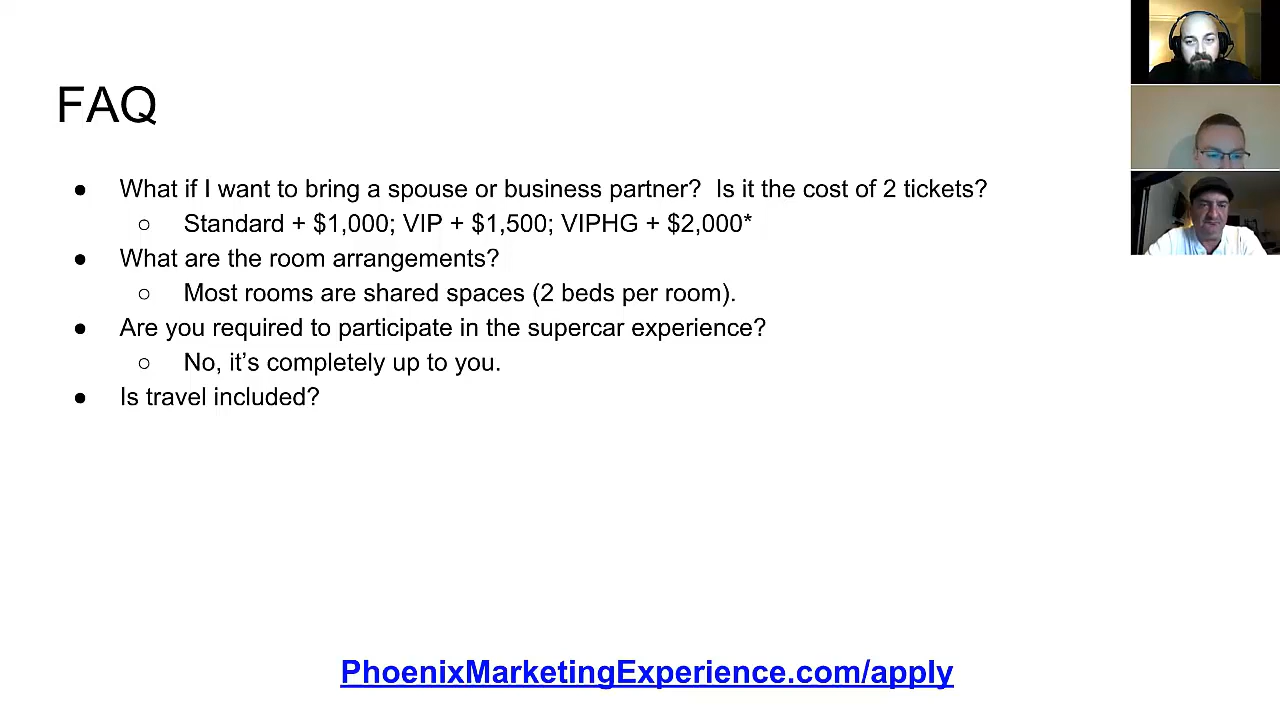 FAQ
● What if I want to bring a spouse or business partner?  Is it the cost of 2 tickets?
○ Standard + $1,000; VIP + $1,500; VIPHG + $2,000*
● What are the room arrangements?
○ Most rooms are shared spaces (2 beds per room).
● Are you required to participate in the supercar experience?
○ No, it’s completely up to you.
● Is travel included?
PhoenixMarketingExperience.com/apply